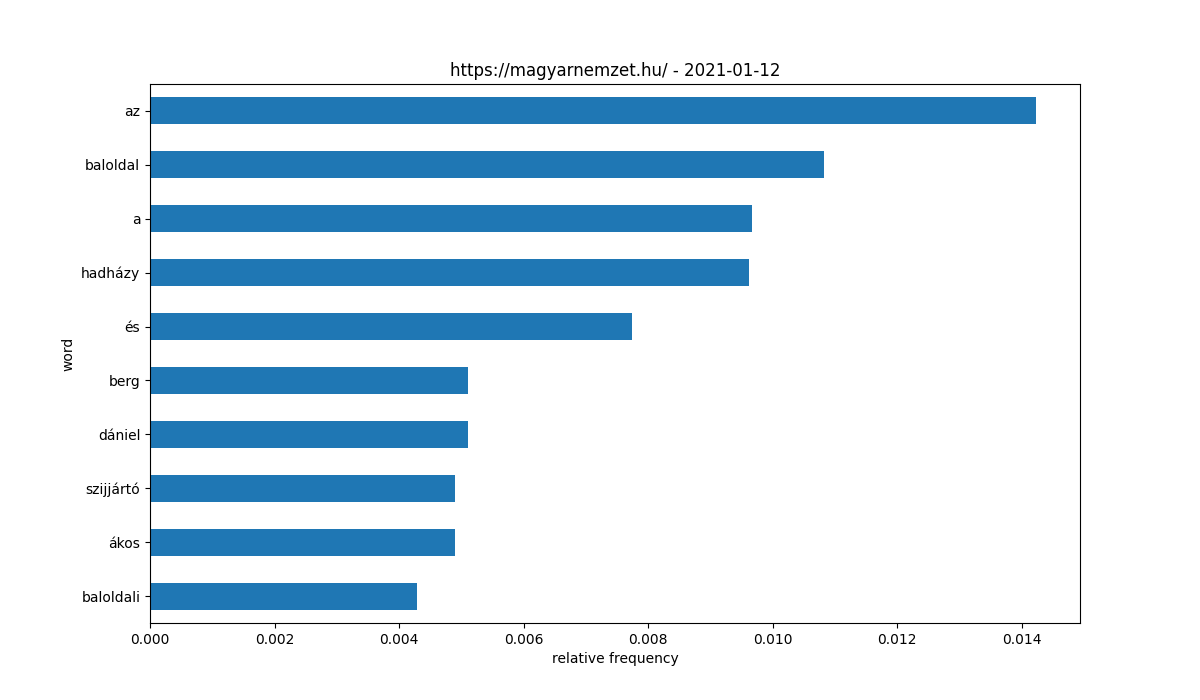 https://magyarnemzet.hu/ - 2021-01-12
az
baloldal
a
hadházy
és
berg
dániel
szijjártó
ákos
baloldali
word
0.000 0.002 0.004 0.006 0.008 0.010 0.012 0.014
relative frequency